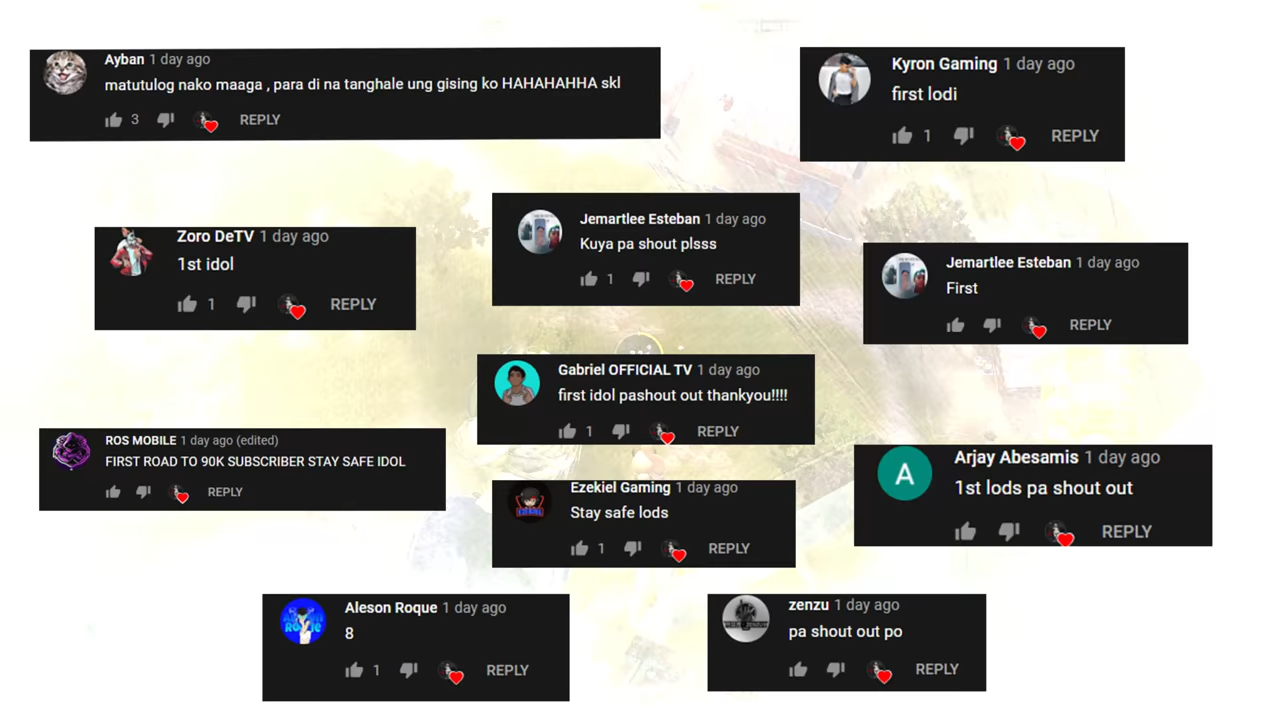 Ayban 1 day ago
matutulog nako maaga , para di na tanghale ung gising ko HAHAHAHHA skl
3 REPLY
Kyron Gaming 1 day ago
first lodi
1 REPLY
Zoro DeTV 1 day ago
1st idol
1 REPLY
Jemartlee Esteban 1 day ago
Kuya pa shout plsss
1 REPLY
Jemartlee Esteban 1 day ago
First
REPLY
Gabriel OFFICIAL TV 1 day ago
first idol pashout out thankyou!!!!
1 REPLY
ROS MOBILE 1 day ago (edited)
FIRST ROAD TO 90K SUBSCRIBER STAY SAFE IDOL
REPLY
Ezekiel Gaming 1 day ago
Stay safe lods
1 REPLY
A
Arjay Abesamis 1 day ago
1st lods pa shout out
REPLY
Aleson Roque 1 day ago
8
1 REPLY
zenzu 1 day ago
pa shout out po
REPLY